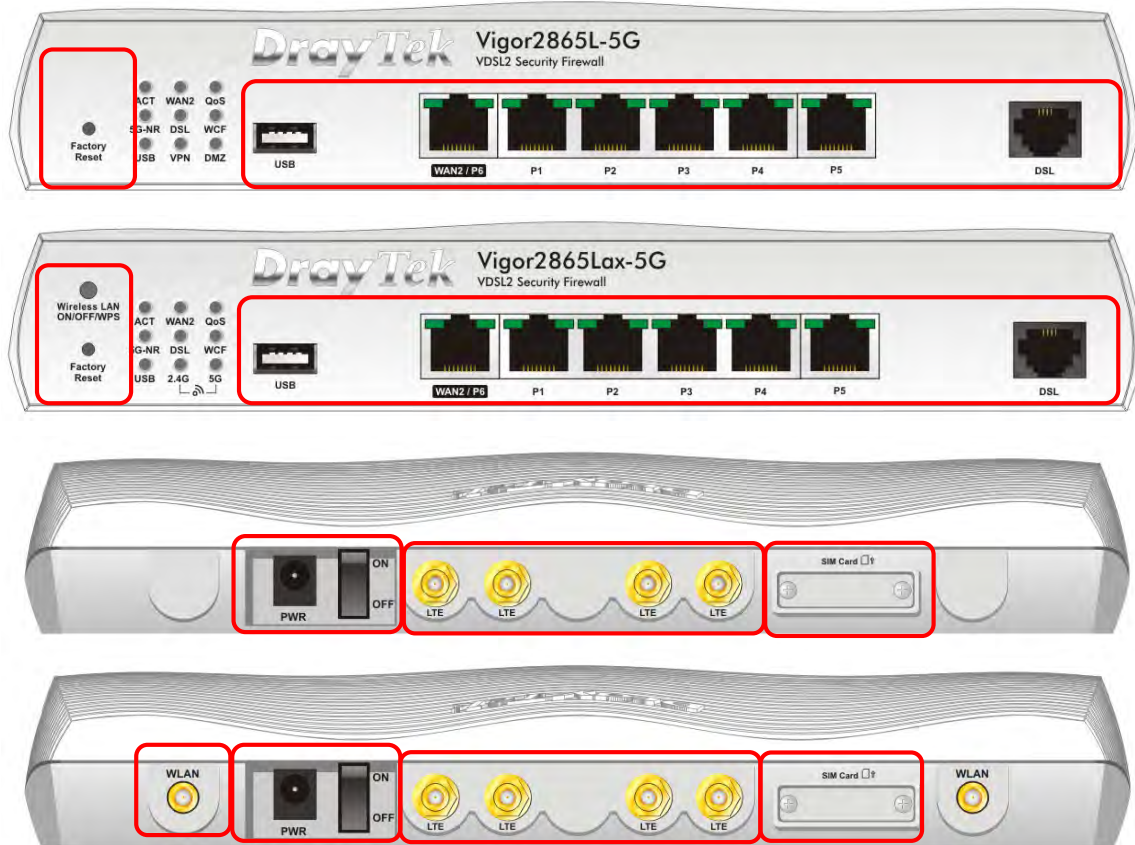 DrayTek Vigor2865L-5G
VDSL2 Security Firewall
ACT WAN2 QoS
5G-NR DSL WCF
USB VPN DMZ
Factory
Reset
USB
WAN2 / P6 P1 P2 P3 P4 P5 DSL
DrayTek Vigor2865Lax-5G
VDSL2 Security Firewall
Wireless LAN
ON/OFF/WPS
ACT WAN2 QoS
5G-NR DSL WCF
USB 2.4G 5G
Factory
Reset
USB
WAN2 / P6 P1 P2 P3 P4 P5 DSL
PWR
ON
OFF
LTE LTE LTE LTE
SIM Card
WLAN
PWR
ON
OFF
LTE LTE LTE LTE
SIM Card
WLAN